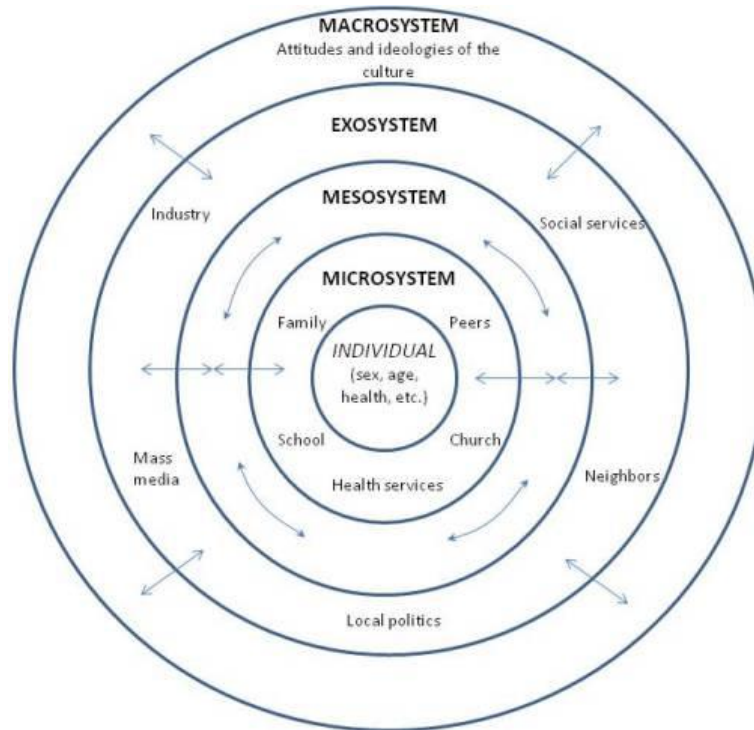 MACROSYSTEM
Attitudes and ideologies of the
culture
EXOSYSTEM
MESOSYSTEM
Industry
Social services
MICROSYSTEM
Family
Peers
INDIVIDUAL
(sex, age,
health, etc.)
School
Church
Mass
media
Health services
Neighbors
Local politics